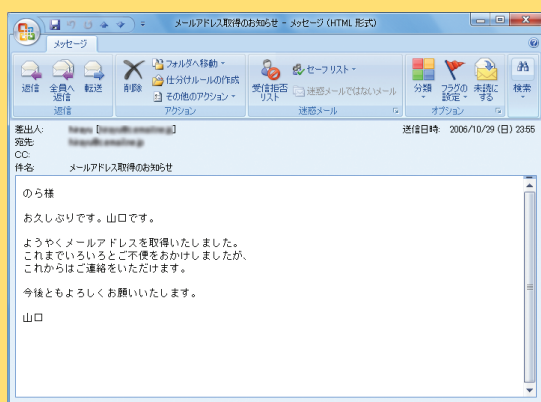 メールアドレス取得のお知らせ - メッセージ (HTML 形式)
メッセージ
返信 全員へ返信 転送
返信
削除
フォルダへ移動
仕分けルールの作成
その他のアクション
アクション
受信拒否リスト
セーフ リスト
迷惑メールではないメール
迷惑メール
分類 フラグの設定 未読にする
オプション
検索
差出人:
送信日時: 2006/10/29 (日) 23:55
宛先:
CC:
件名: メールアドレス取得のお知らせ
のら様
お久しぶりです。山口です。
ようやくメールアドレスを取得いたしました。
これまでいろいろとご不便をおかけしましたが、
これからはご連絡をいただけます。
今後ともよろしくお願いいたします。
山口